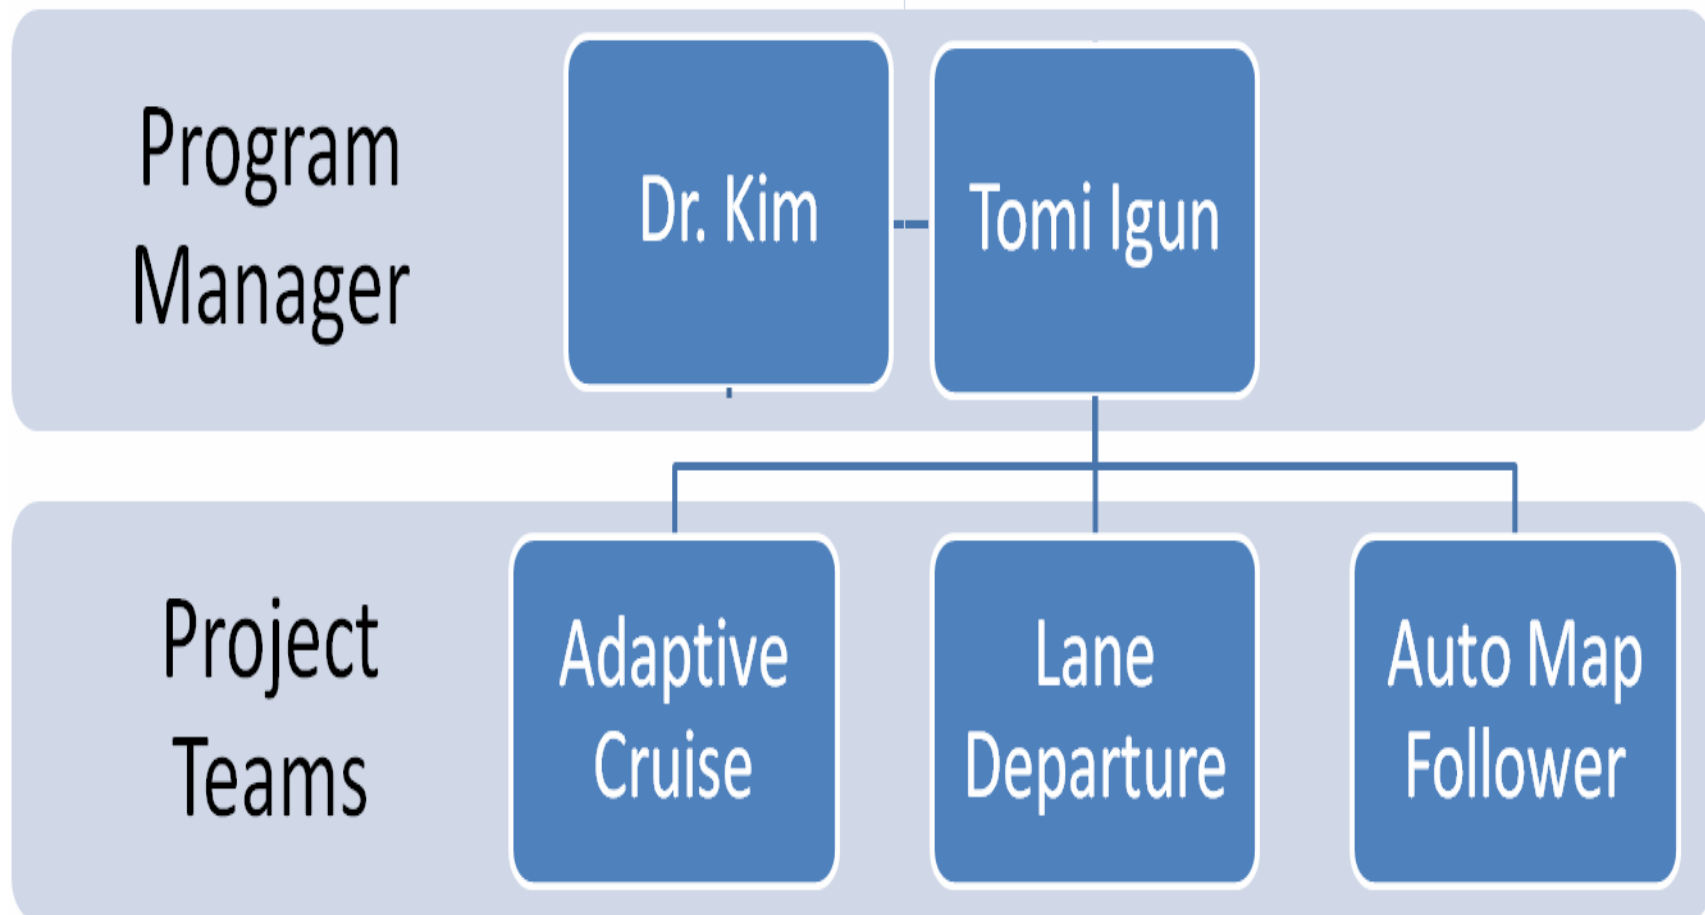 Program
Manager
Dr. Kim
Tomi Igun
Project
Teams
Adaptive
Cruise
Lane
Departure
Auto Map
Follower